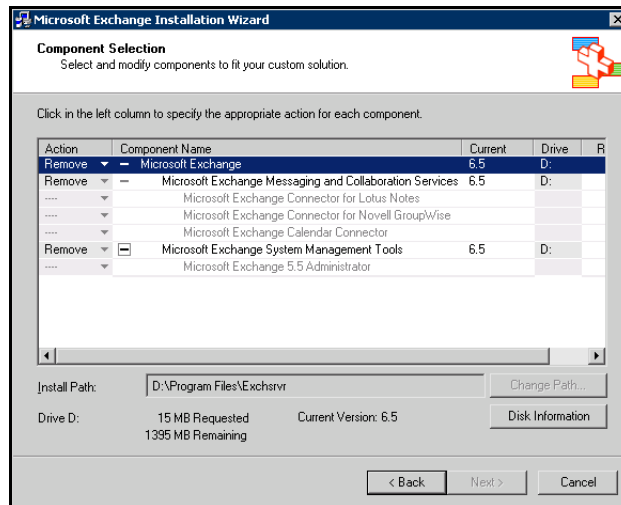 Microsoft Exchange Installation Wizard
Component Selection
Select and modify components to fit your custom solution.
Click in the left column to specify the appropriate action for each component.
Action Component Name Current Drive R
Remove Microsoft Exchange 6.5 D:
Remove Microsoft Exchange Messaging and Collaboration Services 6.5 D:
---- Microsoft Exchange Connector for Lotus Notes
---- Microsoft Exchange Connector for Novell GroupWise
---- Microsoft Exchange Calendar Connector
Remove Microsoft Exchange System Management Tools 6.5 D:
---- Microsoft Exchange 5.5 Administrator
Install Path: D:\Program Files\Exchsrvr Change Path...
Drive D: 15 MB Requested Current Version: 6.5 Disk Information
1395 MB Remaining
< Back Next > Cancel